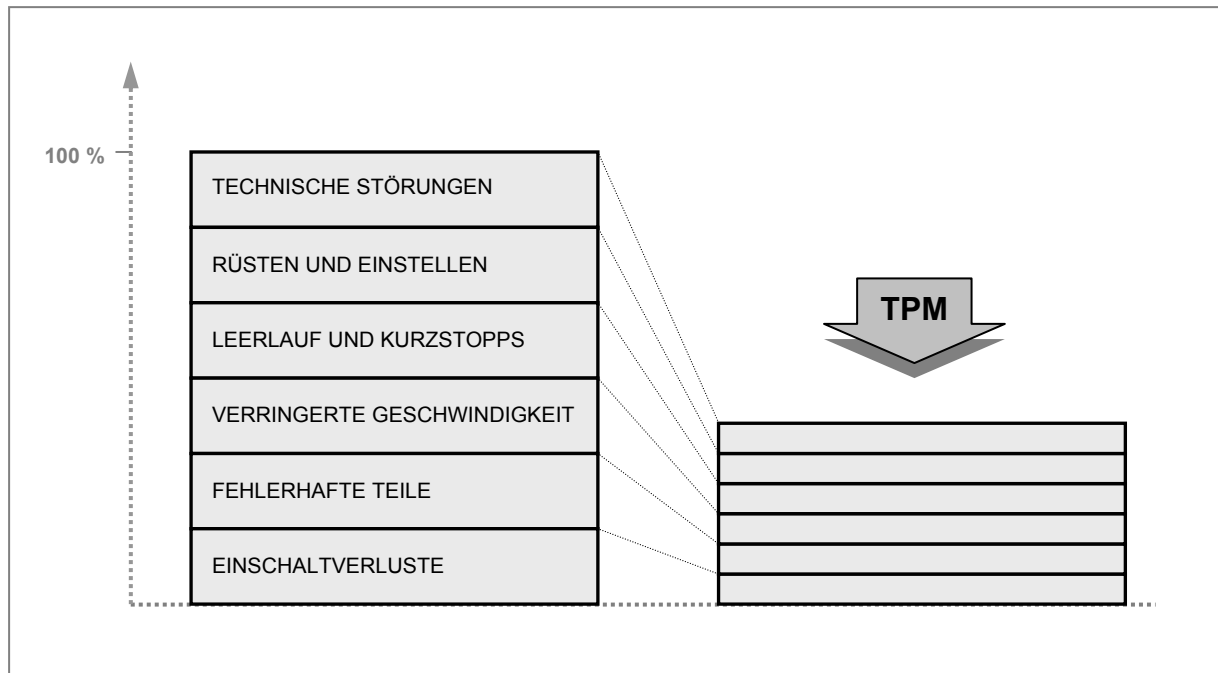 100 %
TECHNISCHE STÖRUNGEN
RÜSTEN UND EINSTELLEN
LEERLAUF UND KURZSTOPPS
VERRINGERTE GESCHWINDIGKEIT
FEHLERHAFTE TEILE
EINSCHALTVERLUSTE
TPM